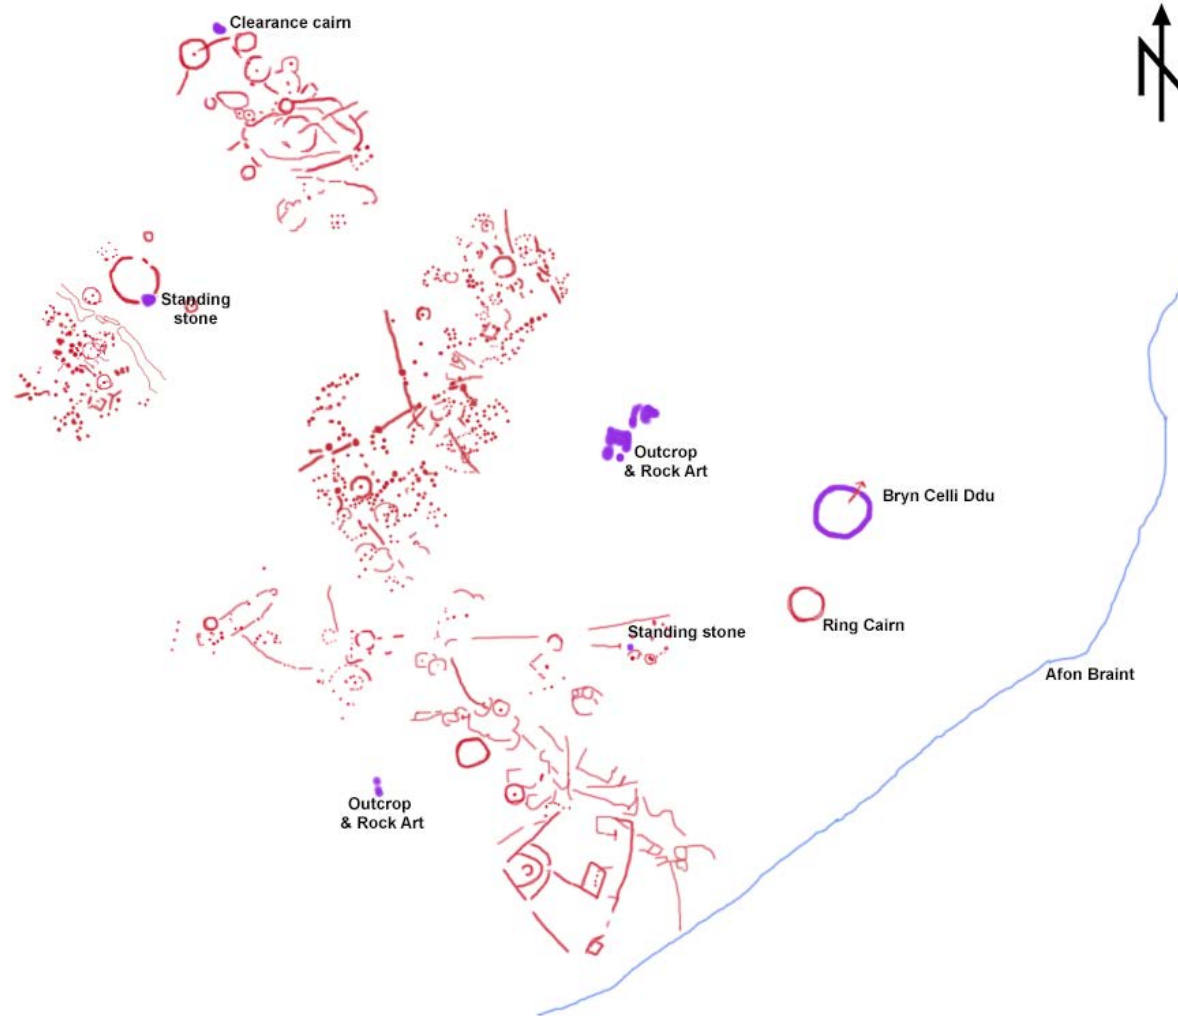 Clearance cairn
Standing
stone
Outcrop
& Rock Art
Bryn Celli Ddu
Ring Cairn
Standing stone
Afon Braint
Outcrop
& Rock Art
N